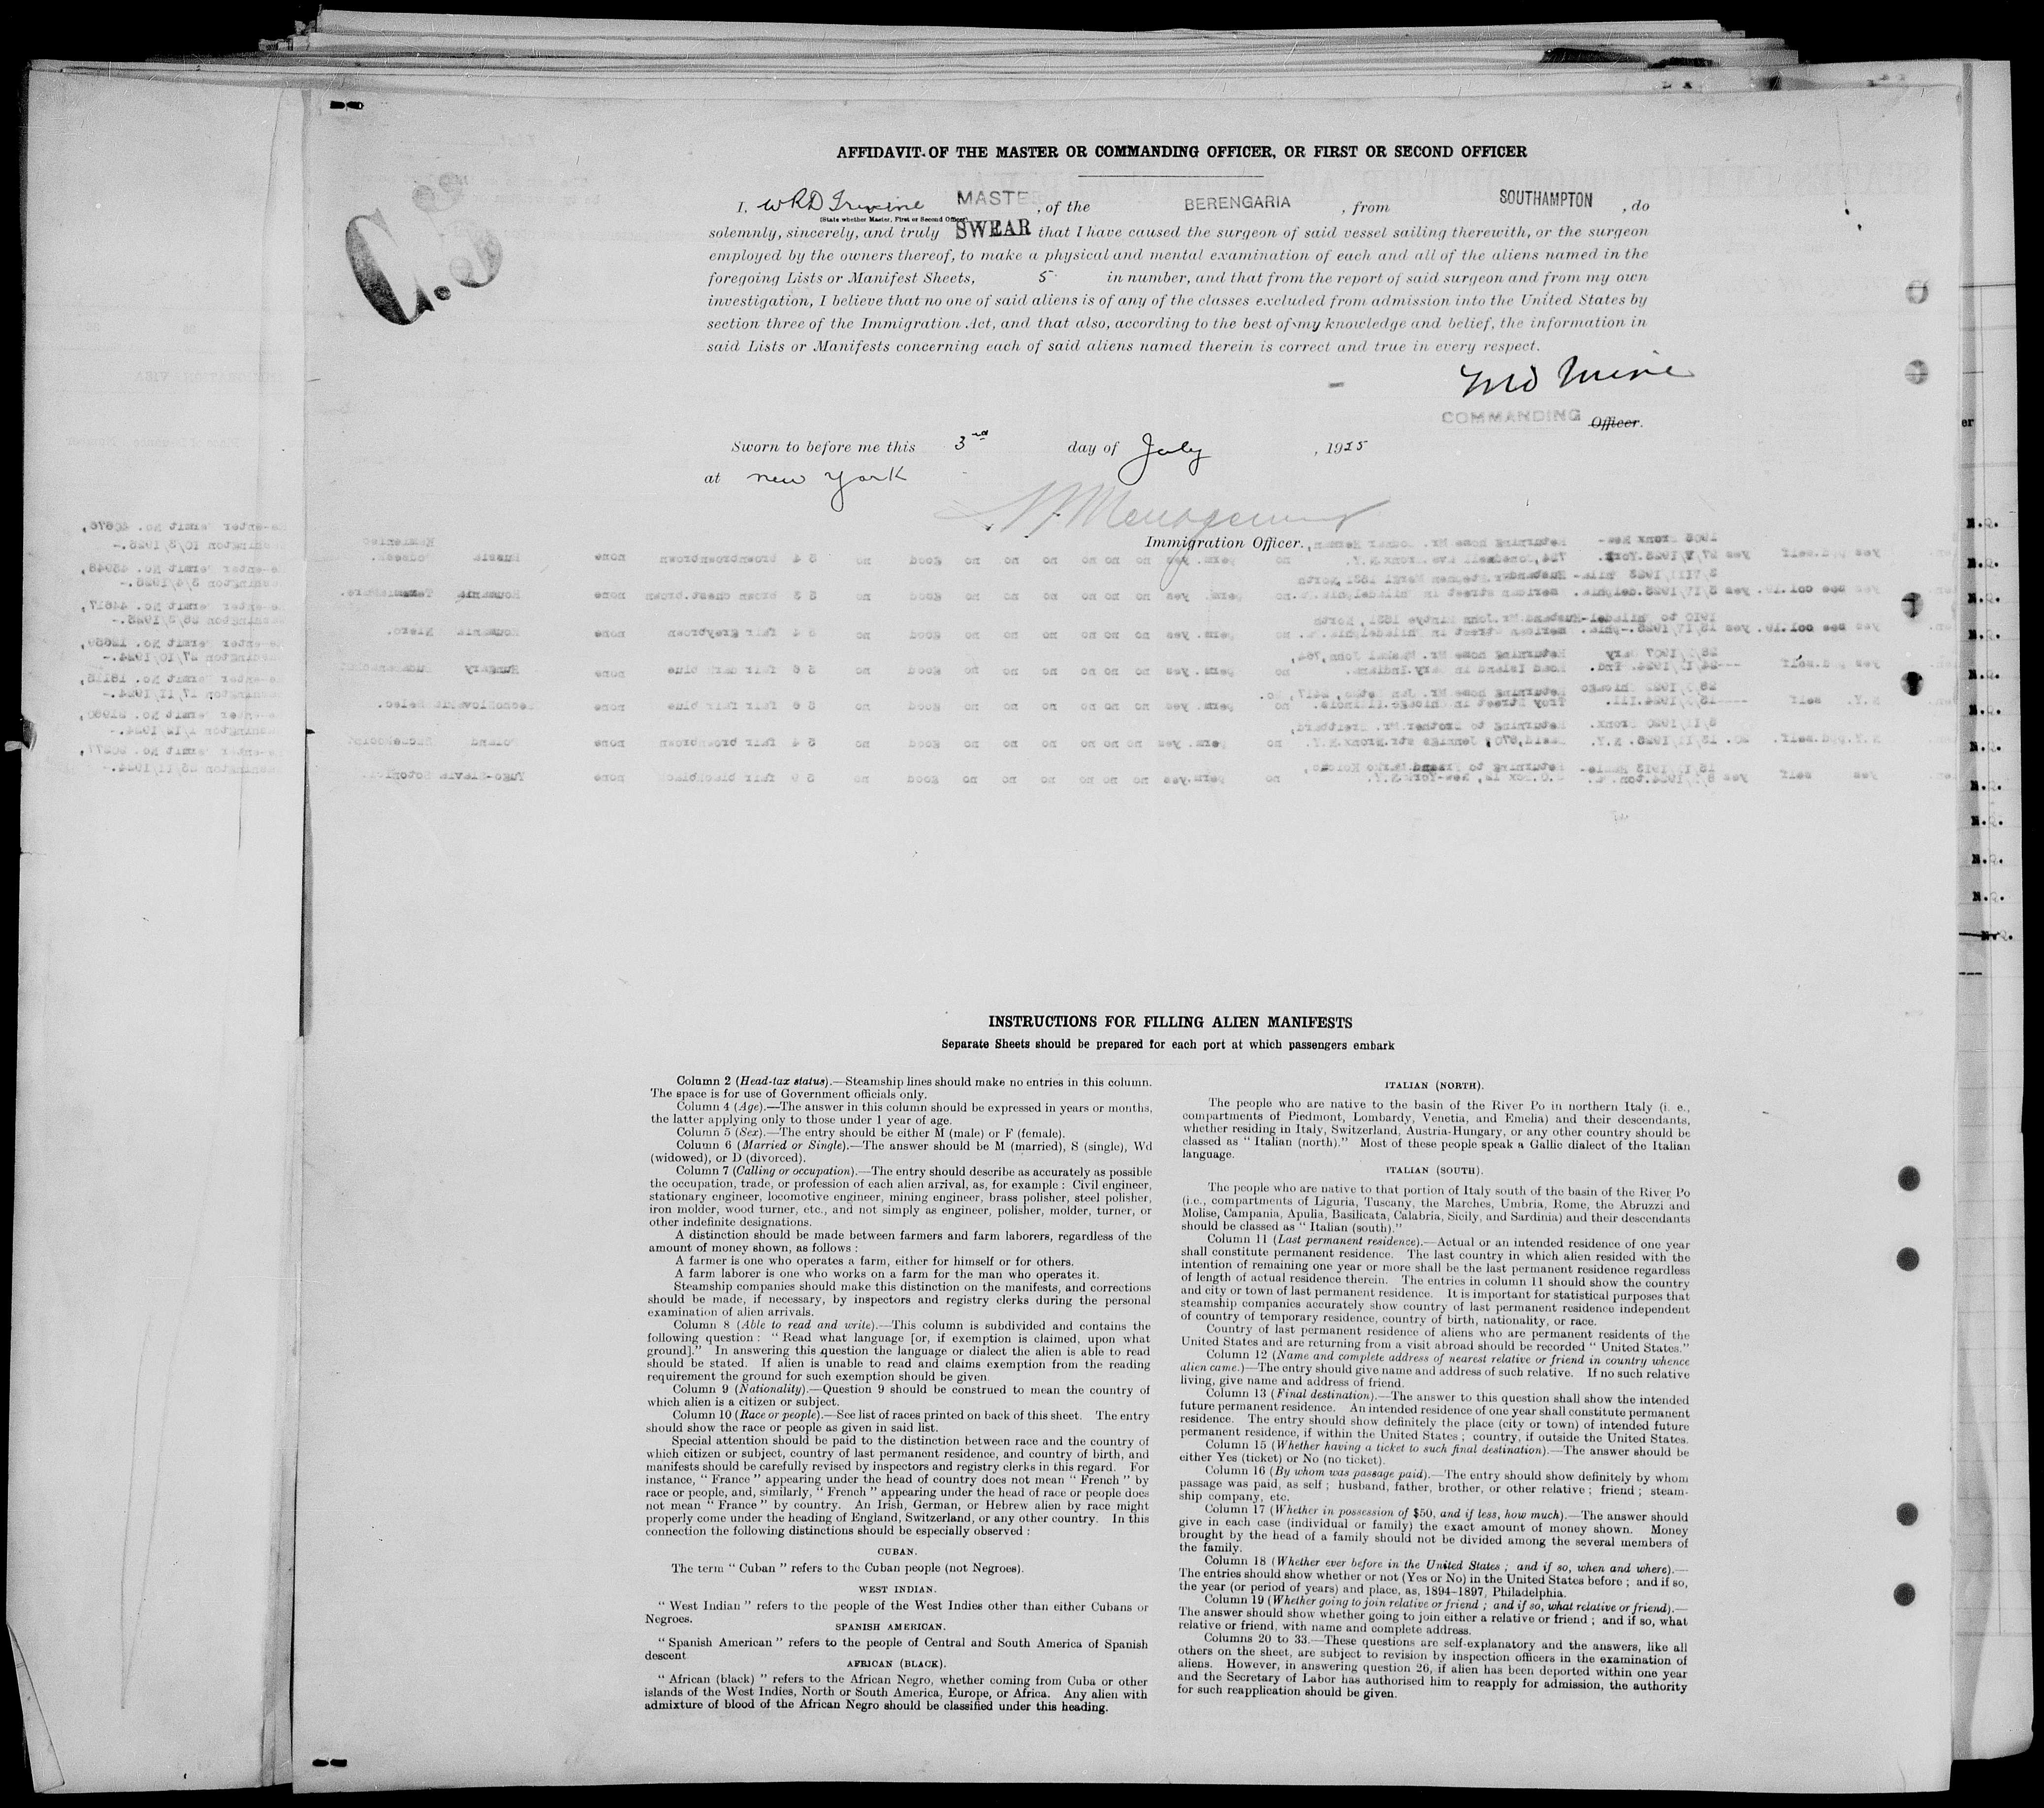 C.S
AFFIDAVIT OF THE MASTER OR COMMANDING OFFICER, OR FIRST OR SECOND OFFICER
I, WRD Irvine MASTE , of the BERENGARIA , from SOUTHAMPTON , do
(State whether Master, First or Second Officer)
solemnly, sincerely, and truly SWEAR that I have caused the surgeon of said vessel sailing therewith, or the surgeon
employed by the owners thereof, to make a physical and mental examination of each and all of the aliens named in the
foregoing Lists or Manifest Sheets, 5 in number, and that from the report of said surgeon and from my own
investigation, I believe that no one of said aliens is of any of the classes excluded from admission into the United States by
section three of the Immigration Act, and that also, according to the best of my knowledge and belief, the information in
said Lists or Manifests concerning each of said aliens named therein is correct and true in every respect.
COMMANDING Officer.
Sworn to before me this 3rd day of July , 1925
at new york
Immigration Officer.
INSTRUCTIONS FOR FILLING ALIEN MANIFESTS
Separate Sheets should be prepared for each port at which passengers embark
Column 2 (Head-tax status).—Steamship lines should make no entries in this column.
The space is for use of Government officials only.
Column 4 (Age).—The answer in this column should be expressed in years or months,
the latter applying only to those under 1 year of age.
Column 5 (Sex).—The entry should be either M (male) or F (female).
Column 6 (Married or Single).—The answer should be M (married), S (single), Wd
(widowed), or D (divorced).
Column 7 (Calling or occupation).—The entry should describe as accurately as possible
the occupation, trade, or profession of each alien arrival, as, for example : Civil engineer,
stationary engineer, locomotive engineer, mining engineer, brass polisher, steel polisher,
iron molder, wood turner, etc., and not simply as engineer, polisher, molder, turner, or
other indefinite designations.
A distinction should be made between farmers and farm laborers, regardless of the
amount of money shown, as follows :
A farmer is one who operates a farm, either for himself or for others.
A farm laborer is one who works on a farm for the man who operates it.
Steamship companies should make this distinction on the manifests, and corrections
should be made, if necessary, by inspectors and registry clerks during the personal
examination of alien arrivals.
Column 8 (Able to read and write).—This column is subdivided and contains the
following question : “ Read what language [or, if exemption is claimed, upon what
ground].” In answering this question the language or dialect the alien is able to read
should be stated. If alien is unable to read and claims exemption from the reading
requirement the ground for such exemption should be given.
Column 9 (Nationality).—Question 9 should be construed to mean the country of
which alien is a citizen or subject.
Column 10 (Race or people).—See list of races printed on back of this sheet. The entry
should show the race or people as given in said list.
Special attention should be paid to the distinction between race and the country of
which citizen or subject, country of last permanent residence, and country of birth, and
manifests should be carefully revised by inspectors and registry clerks in this regard. For
instance, “ France ” appearing under the head of country does not mean “ French ” by
race or people, and, similarly, “ French ” appearing under the head of race or people does
not mean “ France ” by country. An Irish, German, or Hebrew alien by race might
properly come under the heading of England, Switzerland, or any other country. In this
connection the following distinctions should be especially observed :
CUBAN.
The term “ Cuban ” refers to the Cuban people (not Negroes).
WEST INDIAN.
“ West Indian ” refers to the people of the West Indies other than either Cubans or
Negroes.
SPANISH AMERICAN.
“ Spanish American ” refers to the people of Central and South America of Spanish
descent
AFRICAN (BLACK).
“ African (black) ” refers to the African Negro, whether coming from Cuba or other
islands of the West Indies, North or South America, Europe, or Africa. Any alien with
admixture of blood of the African Negro should be classified under this heading.
ITALIAN (NORTH).
The people who are native to the basin of the River Po in northern Italy (i. e.,
compartments of Piedmont, Lombardy, Venetia, and Emelia) and their descendants,
whether residing in Italy, Switzerland, Austria-Hungary, or any other country should be
classed as “ Italian (north).” Most of these people speak a Gallic dialect of the Italian
language.
ITALIAN (SOUTH).
The people who are native to that portion of Italy south of the basin of the River Po
(i.e., compartments of Liguria, Tuscany, the Marches, Umbria, Rome, the Abruzzi and
Molise, Campania, Apulia, Basilicata, Calabria, Sicily, and Sardinia) and their descendants
should be classed as “ Italian (south).”
Column 11 (Last permanent residence).—Actual or an intended residence of one year
shall constitute permanent residence. The last country in which alien resided with the
intention of remaining one year or more shall be the last permanent residence regardless
of length of actual residence therein. The entries in column 11 should show the country
and city or town of last permanent residence. It is important for statistical purposes that
steamship companies accurately show country of last permanent residence independent
of country of temporary residence, country of birth, nationality, or race.
Country of last permanent residence of aliens who are permanent residents of the
United States and are returning from a visit abroad should be recorded “ United States.”
Column 12 (Name and complete address of nearest relative or friend in country whence
alien came.)—The entry should give name and address of such relative. If no such relative
living, give name and address of friend.
Column 13 (Final destination).—The answer to this question shall show the intended
future permanent residence. An intended residence of one year shall constitute permanent
residence. The entry should show definitely the place (city or town) of intended future
permanent residence, if within the United States ; country, if outside the United States.
Column 15 (Whether having a ticket to such final destination).—The answer should be
either Yes (ticket) or No (no ticket).
Column 16 (By whom was passage paid).—The entry should show definitely by whom
passage was paid, as self ; husband, father, brother, or other relative ; friend ; steam-
ship company, etc.
Column 17 (Whether in possession of $50, and if less, how much).—The answer should
give in each case (individual or family) the exact amount of money shown. Money
brought by the head of a family should not be divided among the several members of
the family.
Column 18 (Whether ever before in the United States ; and if so, when and where).—
The entries should show whether or not (Yes or No) in the United States before ; and if so,
the year (or period of years) and place, as, 1894-1897, Philadelphia.
Column 19 (Whether going to join relative or friend ; and if so, what relative or friend).—
The answer should show whether going to join either a relative or friend ; and if so, what
relative or friend, with name and complete address.
Columns 20 to 33.—These questions are self-explanatory and the answers, like all
others on the sheet, are subject to revision by inspection officers in the examination of
aliens. However, in answering question 26, if alien has been deported within one year
and the Secretary of Labor has authorised him to reapply for admission, the authority
for such reapplication should be given.